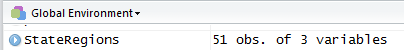 Global Environment
StateRegions 51 obs. of 3 variables